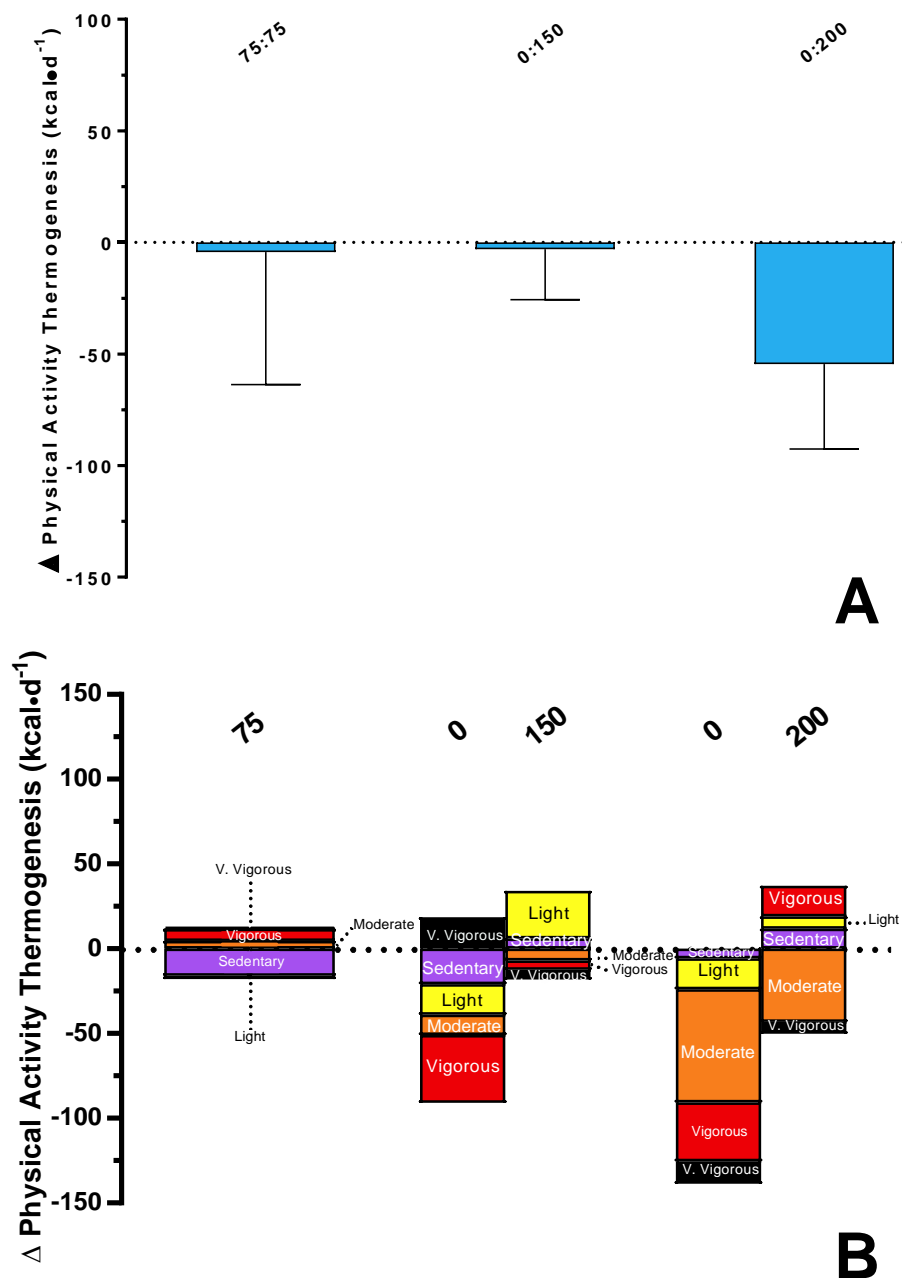 ▲ Physical Activity Thermogenesis (kcal•d⁻¹)
100
50
0
-50
-100
-150
75:75
0:150
0:200
A
Δ Physical Activity Thermogenesis (kcal•d⁻¹)
150
100
50
0
-50
-100
-150
75
0
150
0
200
V. Vigorous
Moderate
Vigorous
Sedentary
Light
V. Vigorous
Sedentary
Light
Moderate
Vigorous
Light
Sedentary
Moderate
Vigorous
V. Vigorous
Sedentary
Light
Moderate
Vigorous
V. Vigorous
Vigorous
Light
Sedentary
Moderate
V. Vigorous
B